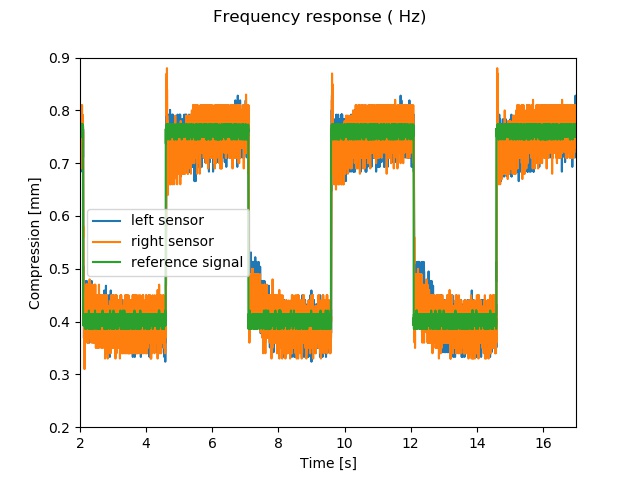 Frequency response ( Hz)
0.9
0.8
0.7
0.6
0.5
0.4
0.3
0.2
Compression [mm]
left sensor
right sensor
reference signal
2 4 6 8 10 12 14 16
Time [s]